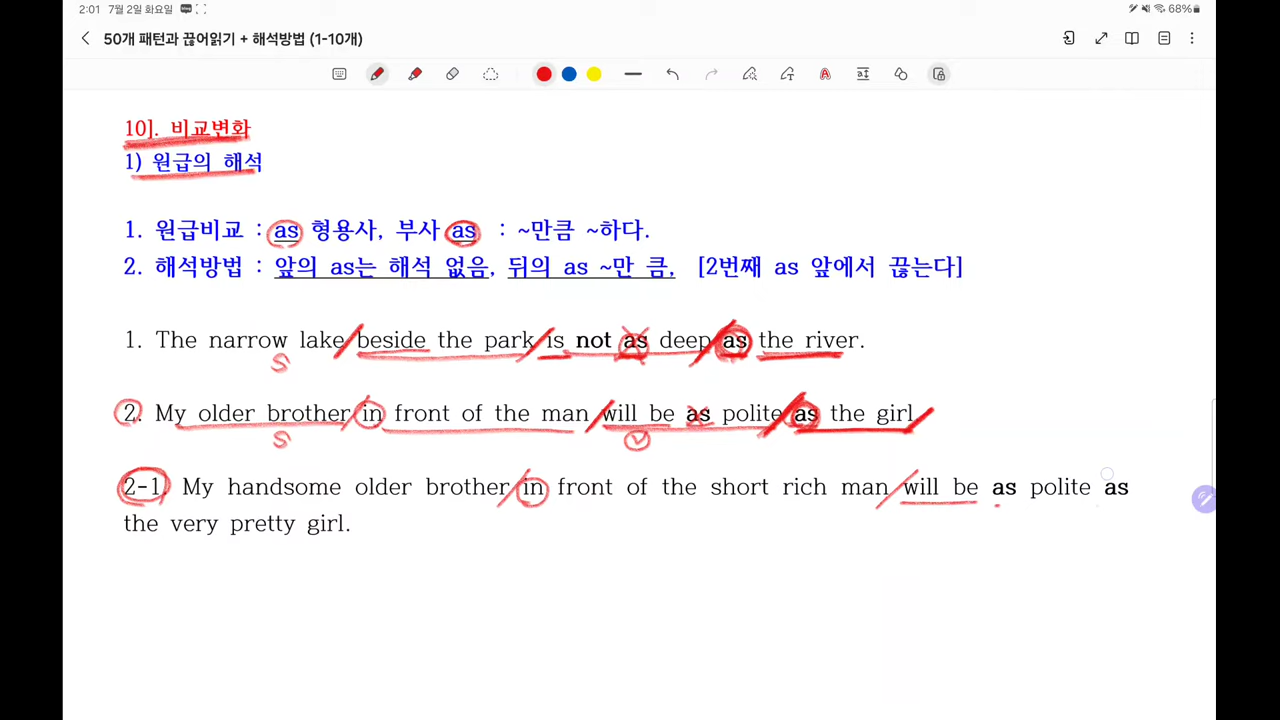 2:01 7월 2일 화요일
68%
50개 패턴과 끊어읽기 + 해석방법 (1-10개)
10]. 비교변화
1) 원급의 해석
1. 원급비교 : as 형용사, 부사 as : ~만큼 ~하다.
2. 해석방법 : 앞의 as는 해석 없음, 뒤의 as ~만 큼, [2번째 as 앞에서 끊는다]
1. The narrow lake beside the park is not as deep as the river.
S
2. My older brother in front of the man will be as polite as the girl.
S V
2-1. My handsome older brother in front of the short rich man will be as polite as
the very pretty girl.